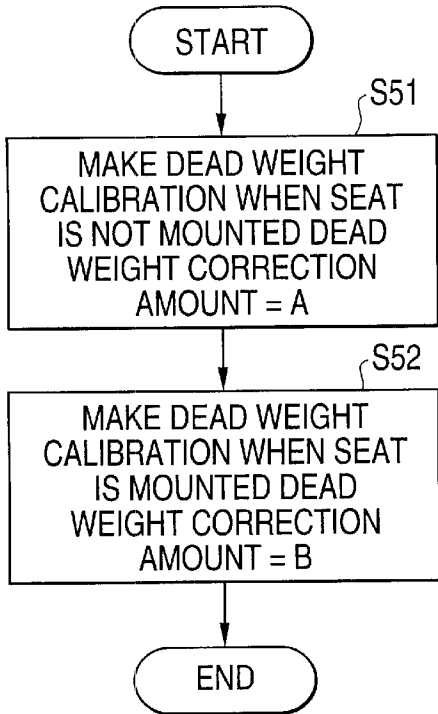 START
S51
MAKE DEAD WEIGHT
CALIBRATION WHEN SEAT
IS NOT MOUNTED DEAD
WEIGHT CORRECTION
AMOUNT = A
S52
MAKE DEAD WEIGHT
CALIBRATION WHEN SEAT
IS MOUNTED DEAD
WEIGHT CORRECTION
AMOUNT = B
END